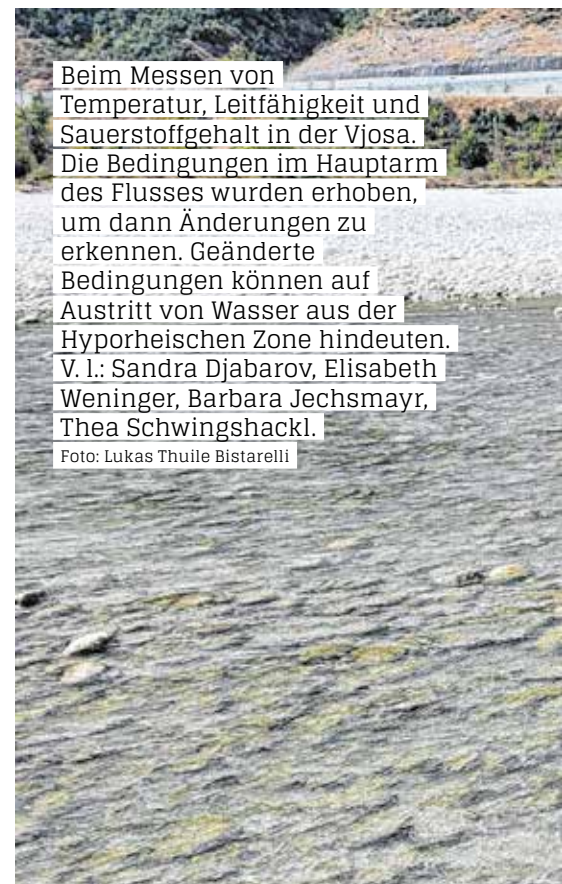 Beim Messen von
Temperatur, Leitfähigkeit und
Sauerstoffgehalt in der Vjosa.
Die Bedingungen im Hauptarm
des Flusses wurden erhoben,
um dann Änderungen zu
erkennen. Geänderte
Bedingungen können auf
Austritt von Wasser aus der
Hyporheischen Zone hindeuten.
V. l.: Sandra Djabarov, Elisabeth
Weninger, Barbara Jechsmayr,
Thea Schwingshackl.
Foto: Lukas Thuile Bistarelli